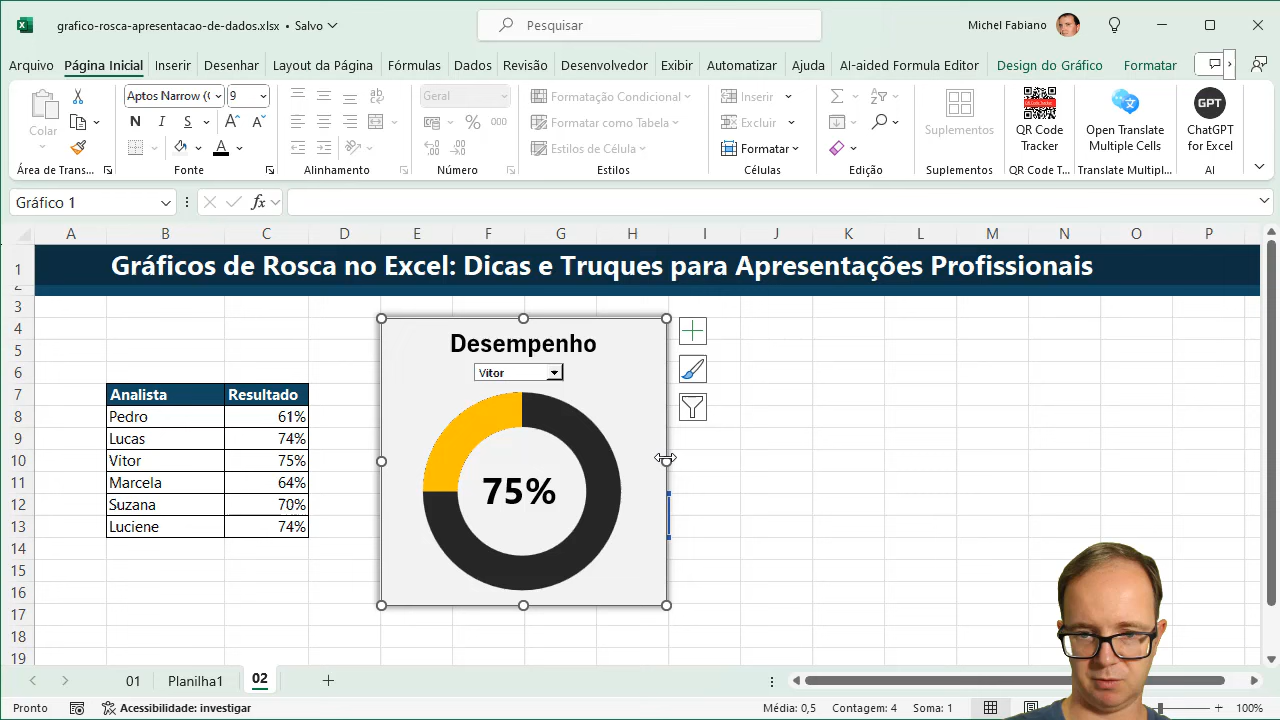 grafico-rosca-apresentacao-de-dados.xlsx • Salvo
Pesquisar
Michel Fabiano
Arquivo Página Inicial Inserir Desenhar Layout da Página Fórmulas Dados Revisão Desenvolvedor Exibir Automatizar Ajuda AI-aided Formula Editor Design do Gráfico Formatar
Colar
Aptos Narrow (C 9
N I S A A
A
Geral
% 000
Formatação Condicional
Formatar como Tabela
Estilos de Célula
Inserir
Excluir
Formatar
Suplementos
QR Code Tracker
QR Code
Tracker
Open Translate
Multiple Cells
GPT
ChatGPT
for Excel
Área de Trans... Fonte Alinhamento Número Estilos Células Edição Suplementos QR Code T... Translate Multipl... AI
Gráfico 1
fx
A B C D E F G H I J K L M N O P
1 Gráficos de Rosca no Excel: Dicas e Truques para Apresentações Profissionais
2
3
4
5
6
7 Analista Resultado
8 Pedro 61%
9 Lucas 74%
10 Vitor 75%
11 Marcela 64%
12 Suzana 70%
13 Luciene 74%
14
15
16
17
18
19
Desempenho
Vitor
75%
01 Planilha1 02
Pronto Acessibilidade: investigar Média: 0,5 Contagem: 4 Soma: 1 100%